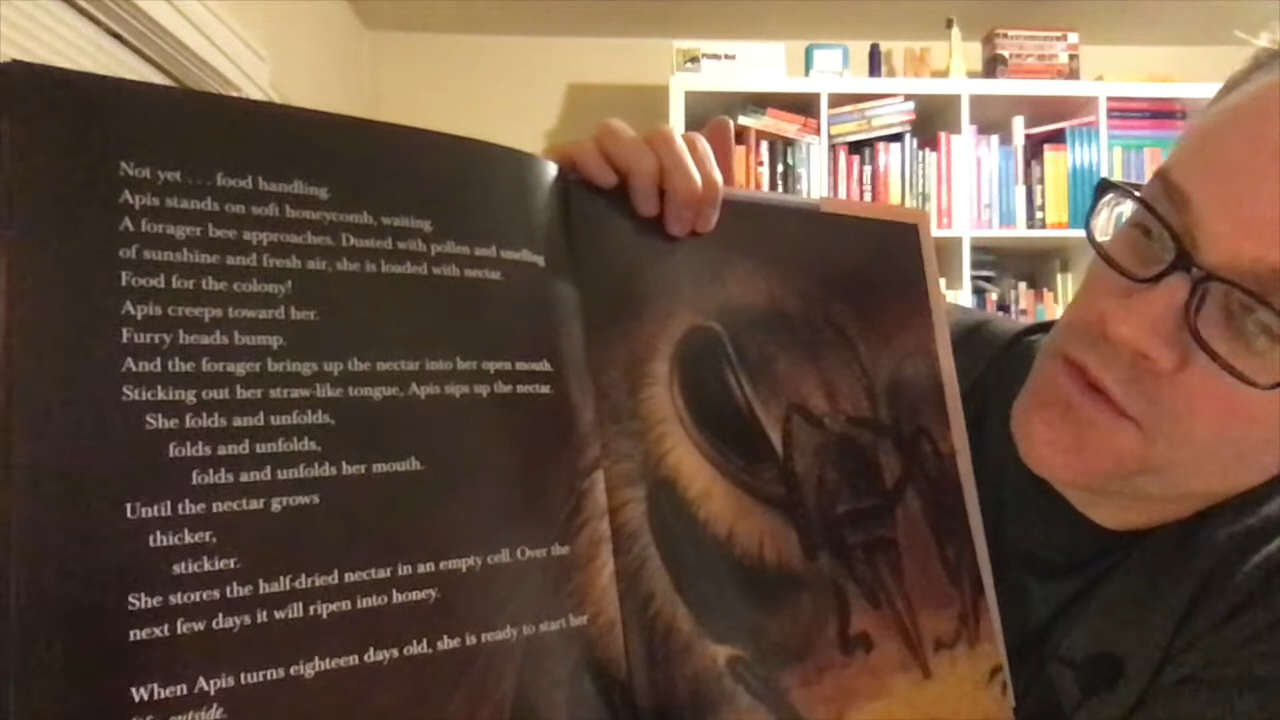 Not yet . . . food handling.
Apis stands on soft honeycomb, waiting.
A forager bee approaches. Dusted with pollen and smelling
of sunshine and fresh air, she is loaded with nectar.
Food for the colony!
Apis creeps toward her.
Furry heads bump.
And the forager brings up the nectar into her open mouth.
Sticking out her straw-like tongue, Apis sips up the nectar.
She folds and unfolds,
folds and unfolds,
folds and unfolds her mouth.
Until the nectar grows
thicker,
stickier.
She stores the half-dried nectar in an empty cell. Over the
next few days it will ripen into honey.
When Apis turns eighteen days old, she is ready to start her
outside.